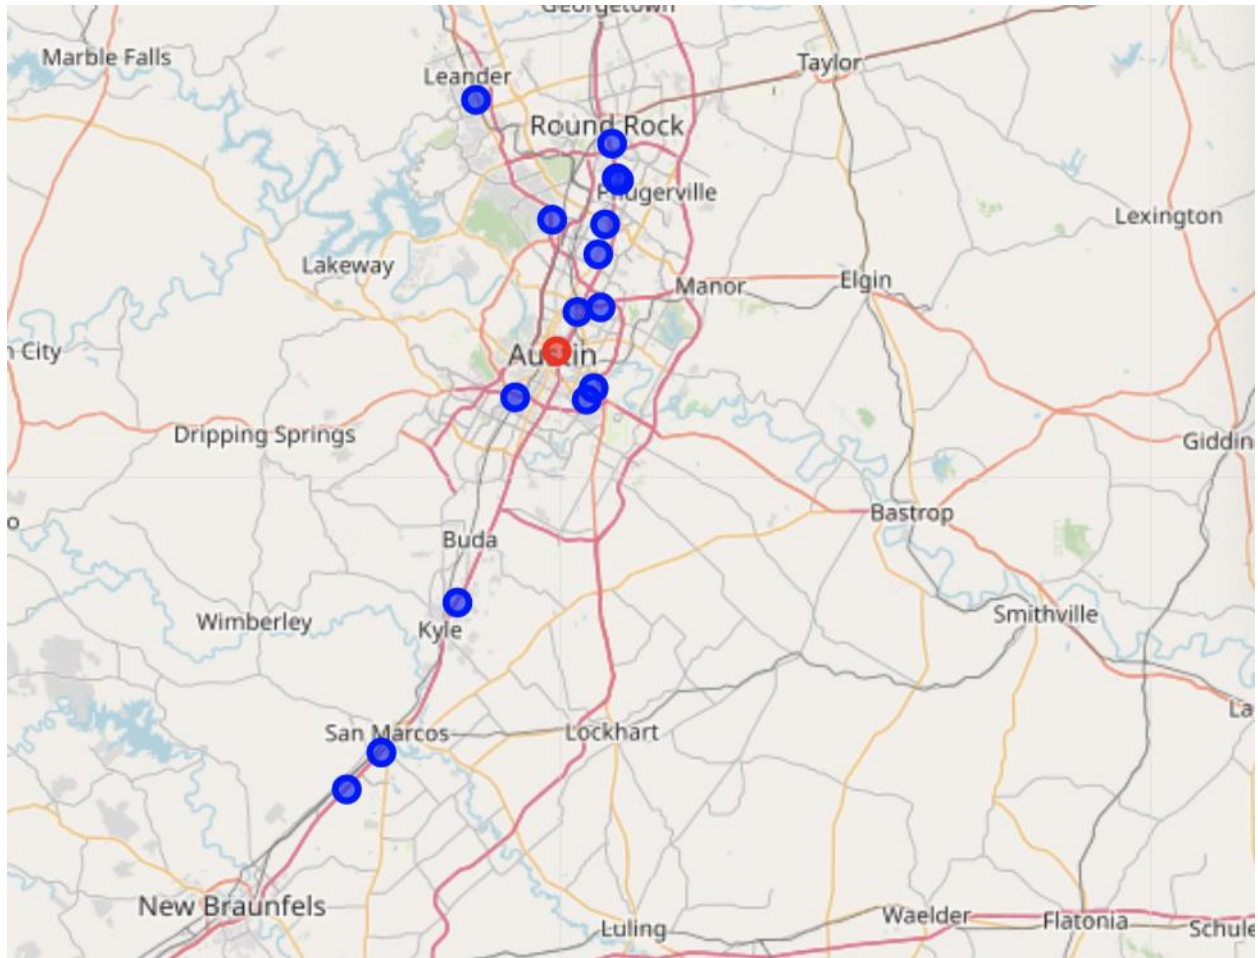 Georgetown
Marble Falls
Taylor
Leander
Round Rock
Pflugerville
Lexington
Lakeway
Elgin
Manor
n City
Austin
Dripping Springs
Giddin
Bastrop
o
Buda
Smithville
Wimberley
Kyle
La
San Marcos
Lockhart
New Braunfels
Waelder
Flatonia
Luling
Schule